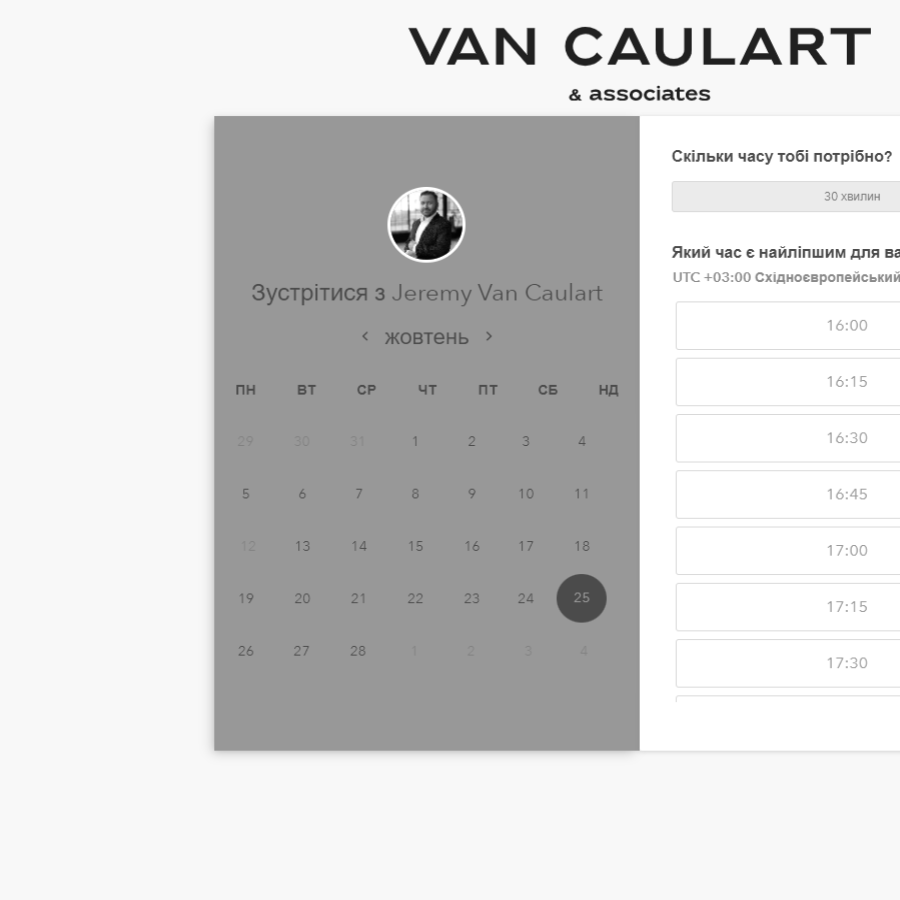 VAN CAULART
& associates
Зустрітися з Jeremy Van Caulart
< жовтень >
ПН ВТ СР ЧТ ПТ СБ НД
29 30 31 1 2 3 4
5 6 7 8 9 10 11
12 13 14 15 16 17 18
19 20 21 22 23 24 25
26 27 28 1 2 3 4
Скільки часу тобі потрібно?
30 хвилин
Який час є найліпшим для ва
UTC +03:00 Східноєвропейський
16:00
16:15
16:30
16:45
17:00
17:15
17:30